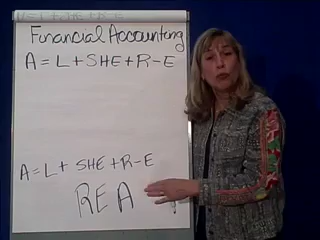 Financial Accounting
A = L + SHE + R - E
A = L + SHE + R - E
REA